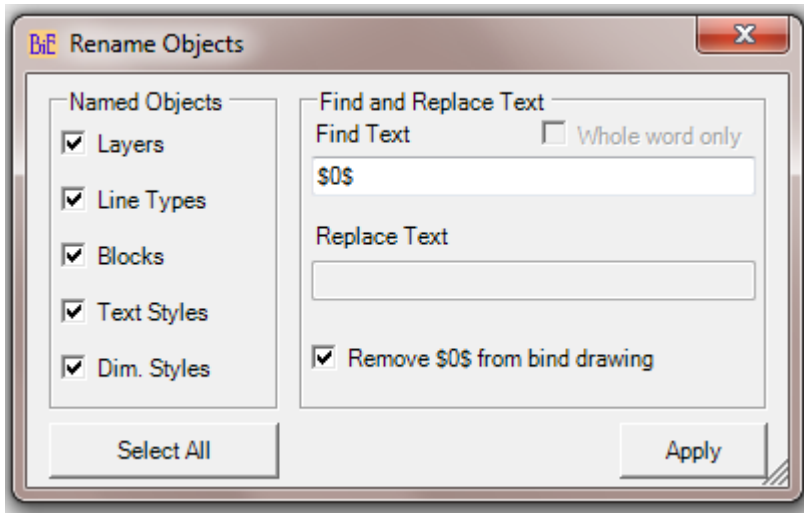 BiE Rename Objects
Named Objects
Layers
Line Types
Blocks
Text Styles
Dim. Styles
Select All
Find and Replace Text
Find Text
Whole word only
$0$
Replace Text
Remove $0$ from bind drawing
Apply